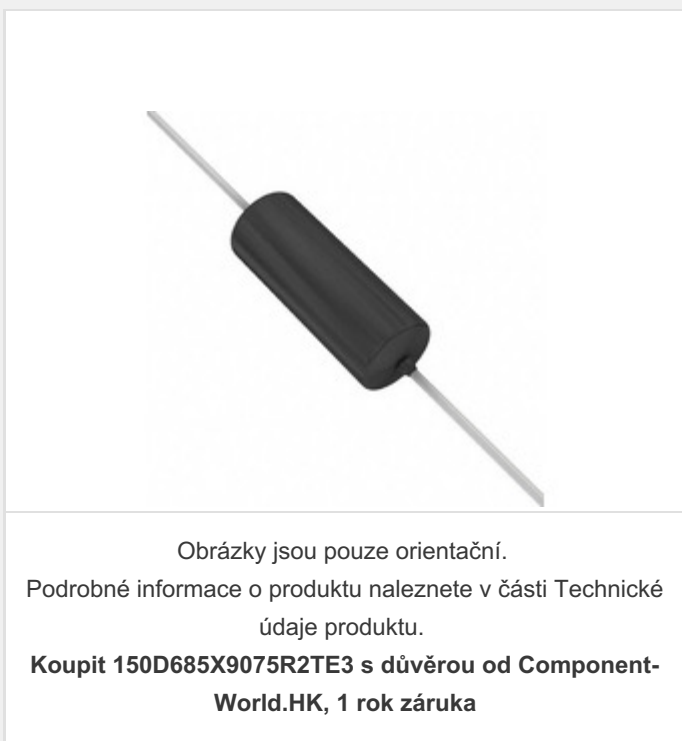 Obrázky jsou pouze orientační.
Podrobné informace o produktu naleznete v části Technické
údaje produktu.
Koupit 150D685X9075R2TE3 s důvěrou od Component-
World.HK, 1 rok záruka